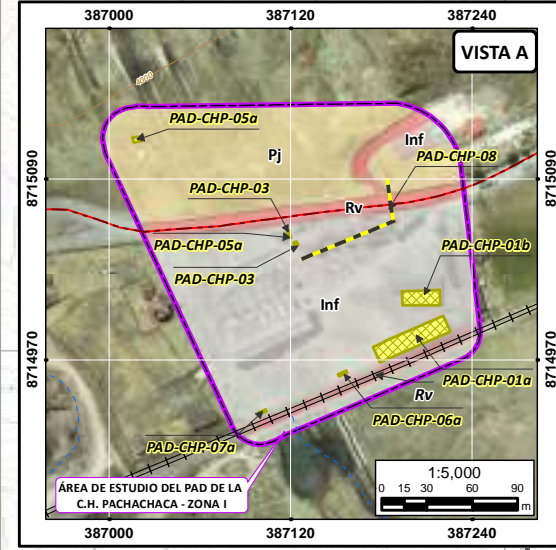 387000
387120
387240
VISTA A
4000
PAD-CHP-05a
Inf
Pj
PAD-CHP-08
8715090
8715090
PAD-CHP-03
Rv
PAD-CHP-05a
PAD-CHP-01b
PAD-CHP-03
Inf
8714970
8714970
Rv
PAD-CHP-01a
PAD-CHP-06a
PAD-CHP-07a
1:5,000
ÁREA DE ESTUDIO DEL PAD DE LA
C.H. PACHACHACA - ZONA I
0 15 30 60 90
m
387000
387120
387240